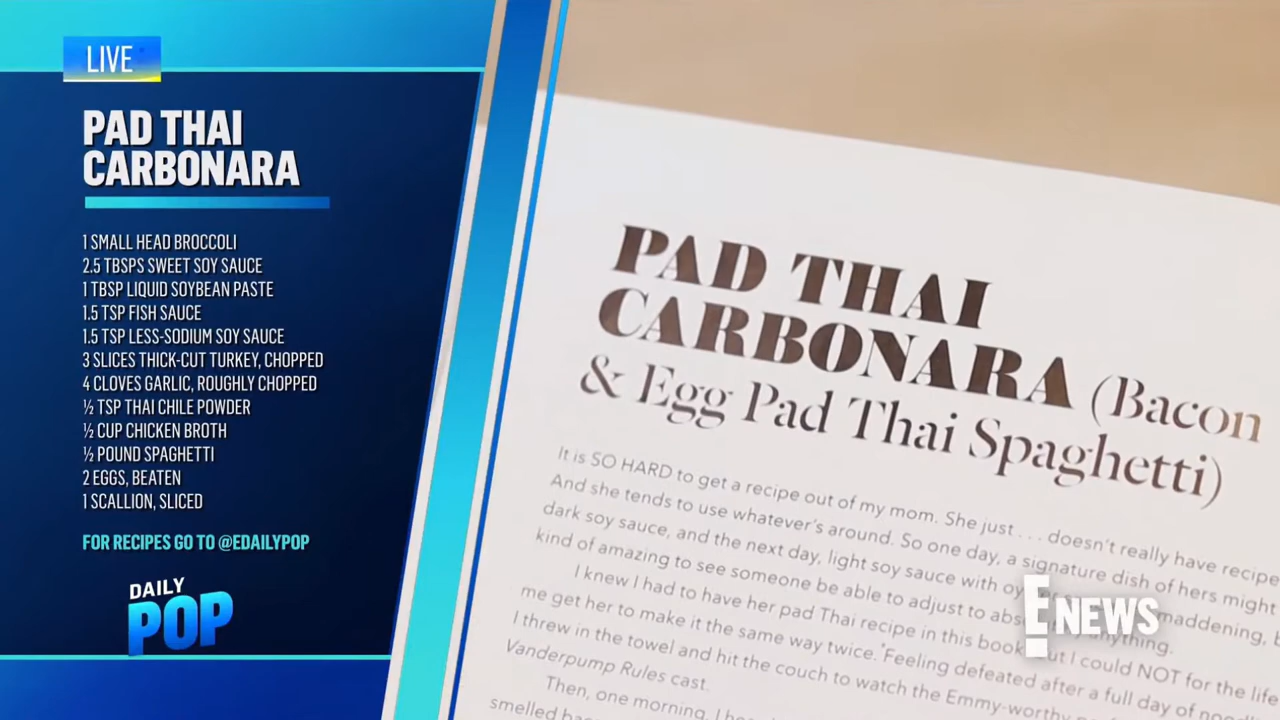 LIVE
PAD THAI
CARBONARA
1 SMALL HEAD BROCCOLI
2.5 TBSPS SWEET SOY SAUCE
1 TBSP LIQUID SOYBEAN PASTE
1.5 TSP FISH SAUCE
1.5 TSP LESS-SODIUM SOY SAUCE
3 SLICES THICK-CUT TURKEY, CHOPPED
4 CLOVES GARLIC, ROUGHLY CHOPPED
½ TSP THAI CHILE POWDER
½ CUP CHICKEN BROTH
½ POUND SPAGHETTI
2 EGGS, BEATEN
1 SCALLION, SLICED
FOR RECIPES GO TO @EDAILYPOP
DAILY
POP
PAD THAI
CARBONARA (Bacon
& Egg Pad Thai Spaghetti)
It is SO HARD to get a recipe out of my mom. She just . . . doesn't really have recipe
And she tends to use whatever's around. So one day, a signature dish of hers might
dark soy sauce, and the next day, light soy sauce with maddening, b
kind of amazing to see someone be able to adjust to anything.
I knew I had to have her pad Thai recipe in this book but I could NOT for the life
me get her to make it the same way twice. Feeling defeated after a full day of
I threw in the towel and hit the couch to watch the Emmy-worthy
Vanderpump Rules cast.
Then, one morning, I
smelled
E NEWS